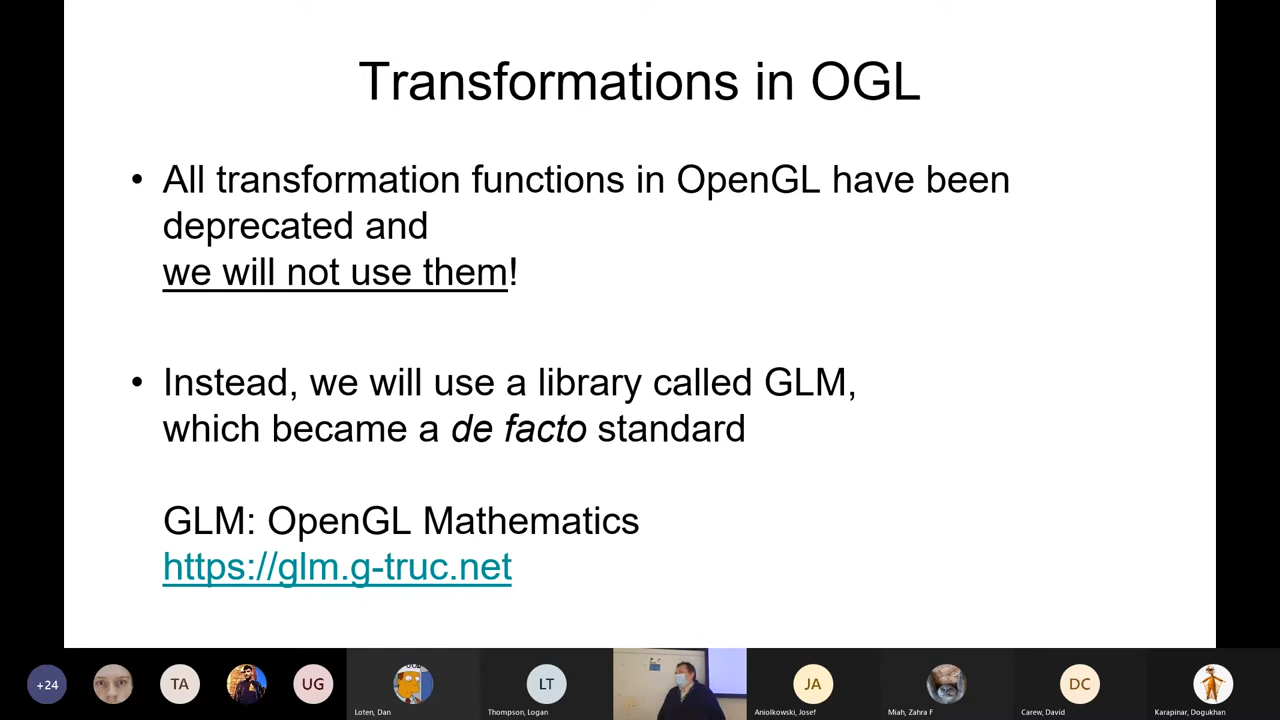 Transformations in OGL
• All transformation functions in OpenGL have been
deprecated and
we will not use them!
• Instead, we will use a library called GLM,
which became a de facto standard
GLM: OpenGL Mathematics
https://glm.g-truc.net
+24
TA
UG
Loten, Dan
LT
Thompson, Logan
JA
Aniolkowski, Josef
Miah, Zahra F
DC
Carew, David
Karapinar, Dogukhan